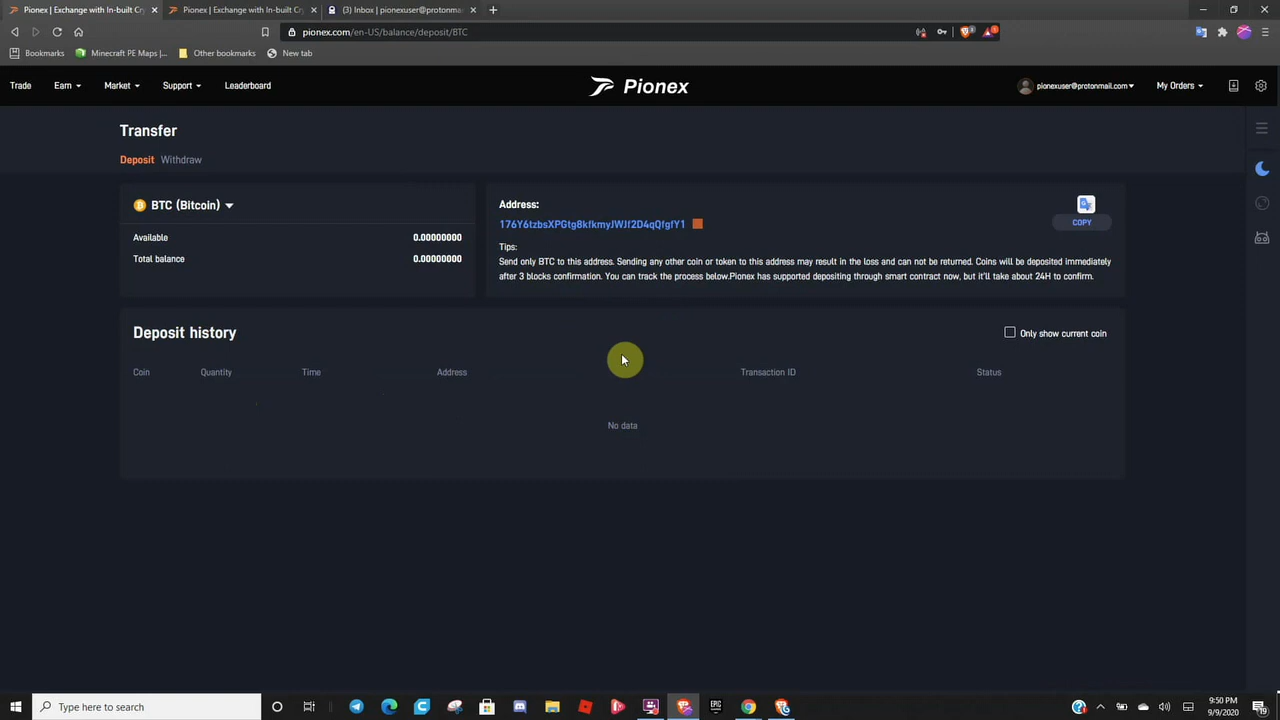 Pionex | Exchange with In-built Cry
Pionex | Exchange with In-built Cry
(3) Inbox | pionexuser@protonmail
pionex.com/en-US/balance/deposit/BTC
Bookmarks Minecraft PE Maps |... Other bookmarks New tab
Trade Earn Market Support Leaderboard
Pionex
pionexuser@protonmail.com My Orders
Transfer
Deposit Withdraw
BTC (Bitcoin)
Available 0.00000000
Total balance 0.00000000
Address:
176Y6tzbsXPGtg8kfkmyJWJf2D4qQfgfY1
COPY
Tips:
Send only BTC to this address. Sending any other coin or token to this address may result in the loss and can not be returned. Coins will be deposited immediately
after 3 blocks confirmation. You can track the process below.Pionex has supported depositing through smart contract now, but it'll take about 24H to confirm.
Deposit history
Only show current coin
Coin Quantity Time Address Transaction ID Status
No data
Type here to search
9:50 PM
9/9/2020